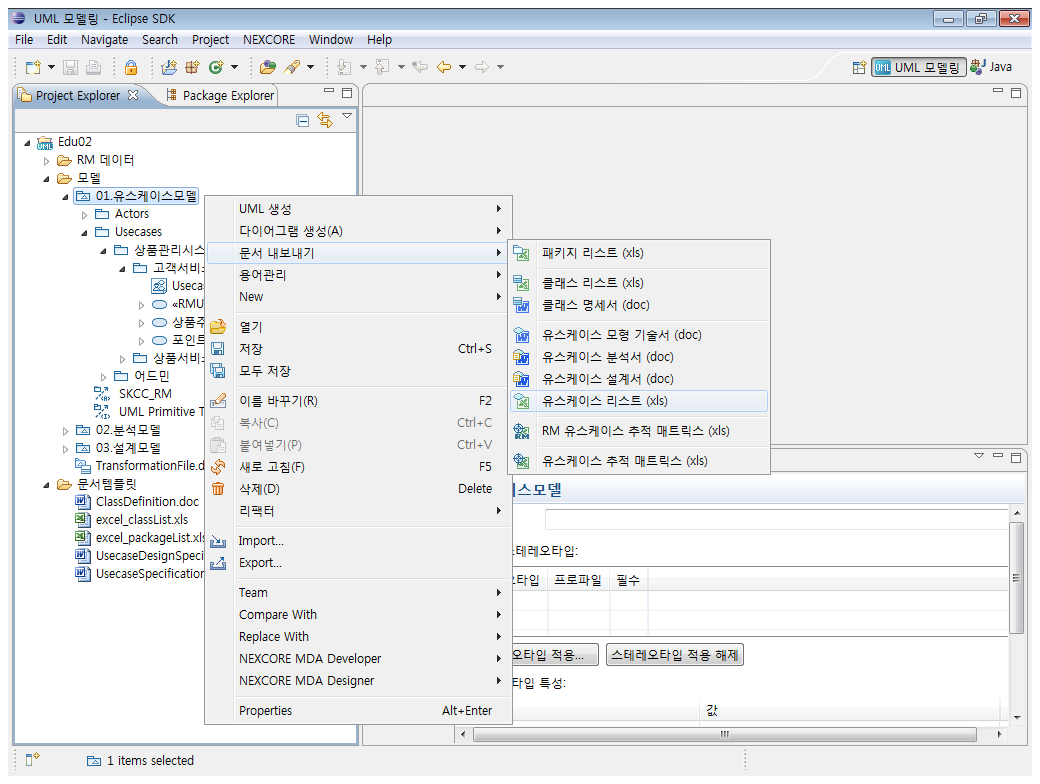 UML 모델링 - Eclipse SDK
File Edit Navigate Search Project NEXCORE Window Help
UML 모델링 Java
Project Explorer Package Explorer
Edu02
RM 데이터
모델
01.유스케이스모델
Actors
Usecases
상품관리시스
고객서비스
Usecas
«RMU
상품주
포인트
상품서비스
어드민
SKCC_RM
UML Primitive T
02.분석모델
03.설계모델
TransformationFile.d
문서템플릿
ClassDefinition.doc
excel_classList.xls
excel_packageList.xls
UsecaseDesignSpeci
UsecaseSpecification
UML 생성
다이어그램 생성(A)
문서 내보내기
용어관리
New
열기
저장 Ctrl+S
모두 저장
이름 바꾸기(R) F2
복사(C) Ctrl+C
붙여넣기(P) Ctrl+V
새로 고침(F) F5
삭제(D) Delete
리팩터
Import...
Export...
Team
Compare With
Replace With
NEXCORE MDA Developer
NEXCORE MDA Designer
Properties Alt+Enter
패키지 리스트 (xls)
클래스 리스트 (xls)
클래스 명세서 (doc)
유스케이스 모형 기술서 (doc)
유스케이스 분석서 (doc)
유스케이스 설계서 (doc)
유스케이스 리스트 (xls)
RM 유스케이스 추적 매트릭스 (xls)
유스케이스 추적 매트릭스 (xls)
스모델
스테레오타입:
오타입 프로파일 필수
오타입 적용... 스테레오타입 적용 해제
타입 특성:
값
1 items selected